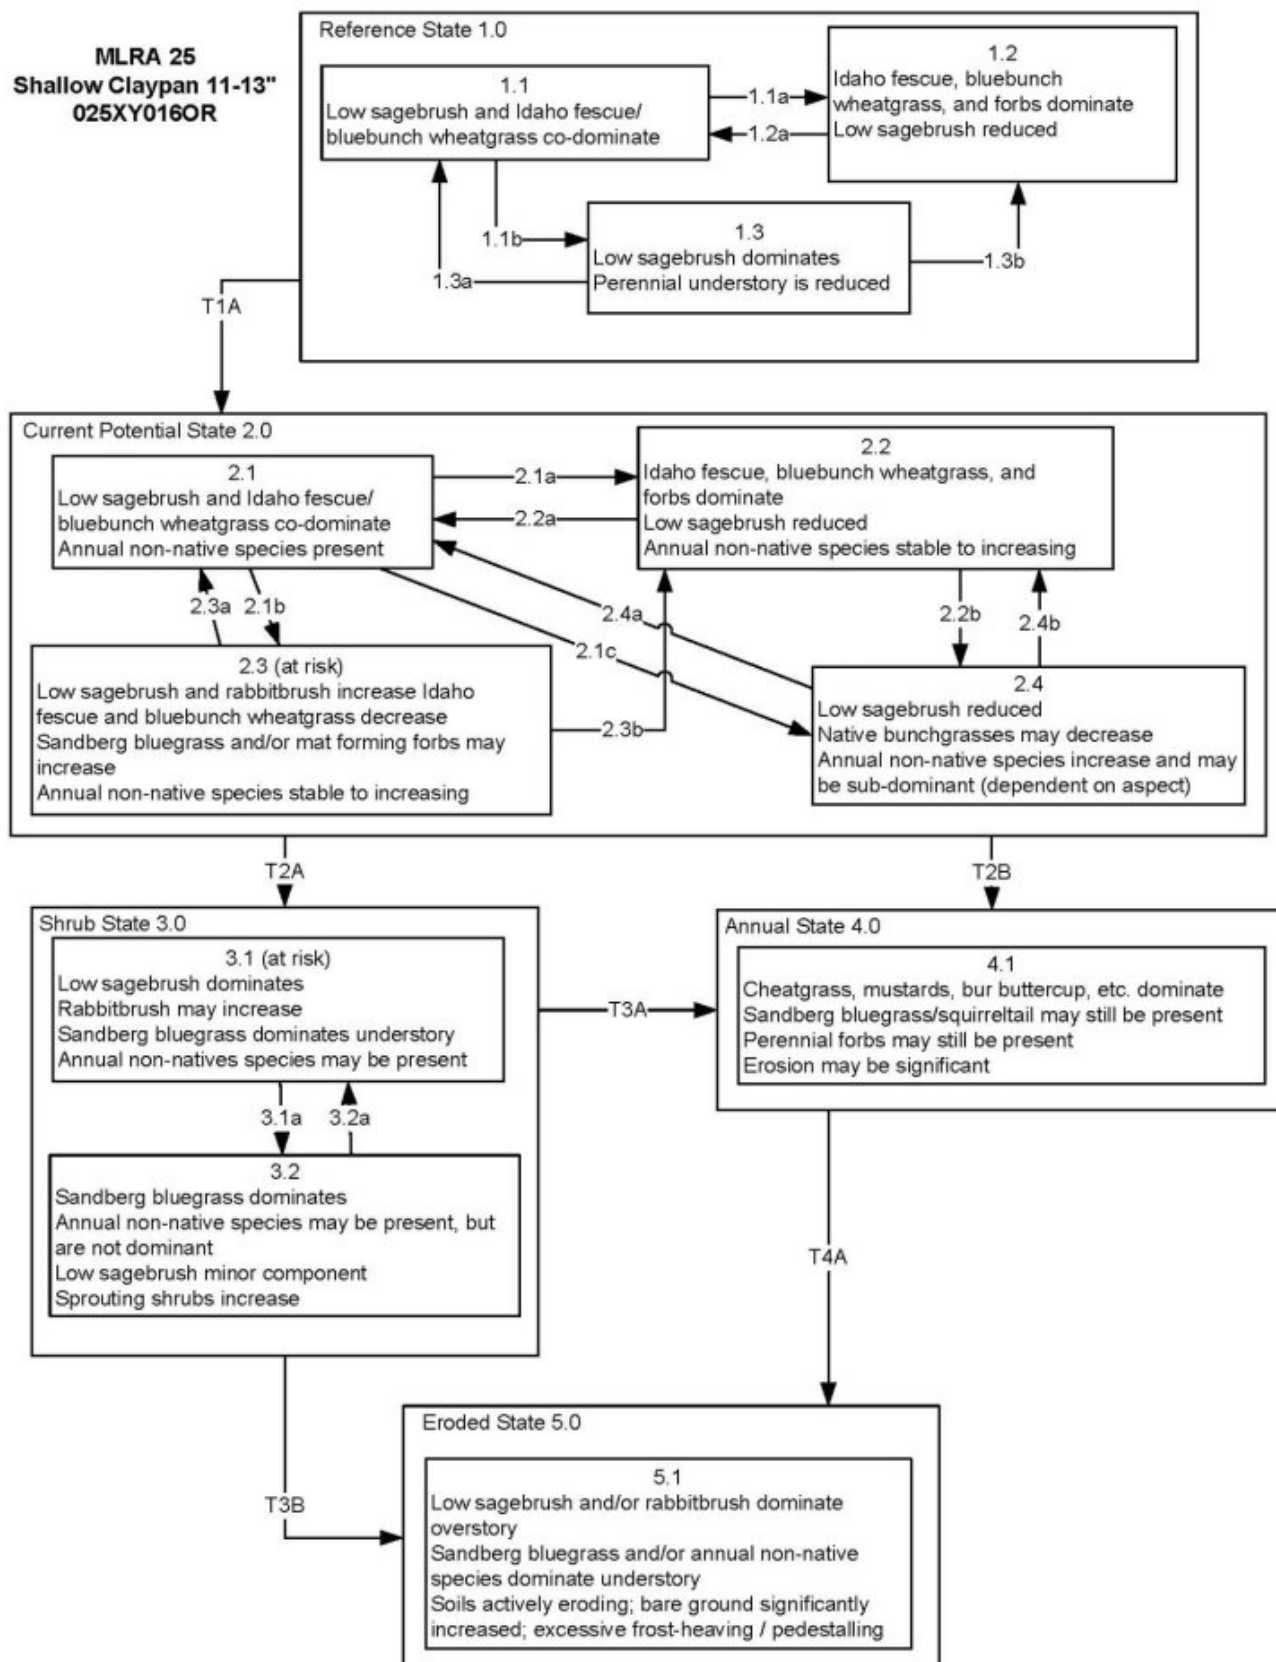 MLRA 25
Shallow Claypan 11-13"
025XY016OR
Reference State 1.0
1.1
Low sagebrush and Idaho fescue/
bluebunch wheatgrass co-dominate
1.1a
1.2a
1.2
Idaho fescue, bluebunch
wheatgrass, and forbs dominate
Low sagebrush reduced
1.1b
1.3a
1.3
Low sagebrush dominates
Perennial understory is reduced
1.3b
T1A
Current Potential State 2.0
2.1
Low sagebrush and Idaho fescue/
bluebunch wheatgrass co-dominate
Annual non-native species present
2.1a
2.2a
2.2
Idaho fescue, bluebunch wheatgrass, and
forbs dominate
Low sagebrush reduced
Annual non-native species stable to increasing
2.3a
2.1b
2.4a
2.1c
2.2b
2.4b
2.3 (at risk)
Low sagebrush and rabbitbrush increase Idaho
fescue and bluebunch wheatgrass decrease
Sandberg bluegrass and/or mat forming forbs may
increase
Annual non-native species stable to increasing
2.3b
2.4
Low sagebrush reduced
Native bunchgrasses may decrease
Annual non-native species increase and may
be sub-dominant (dependent on aspect)
T2A
T2B
Shrub State 3.0
3.1 (at risk)
Low sagebrush dominates
Rabbitbrush may increase
Sandberg bluegrass dominates understory
Annual non-natives species may be present
T3A
Annual State 4.0
4.1
Cheatgrass, mustards, bur buttercup, etc. dominate
Sandberg bluegrass/squirreltail may still be present
Perennial forbs may still be present
Erosion may be significant
3.1a
3.2a
3.2
Sandberg bluegrass dominates
Annual non-native species may be present, but
are not dominant
Low sagebrush minor component
Sprouting shrubs increase
T4A
T3B
Eroded State 5.0
5.1
Low sagebrush and/or rabbitbrush dominate
overstory
Sandberg bluegrass and/or annual non-native
species dominate understory
Soils actively eroding; bare ground significantly
increased; excessive frost-heaving / pedestalling